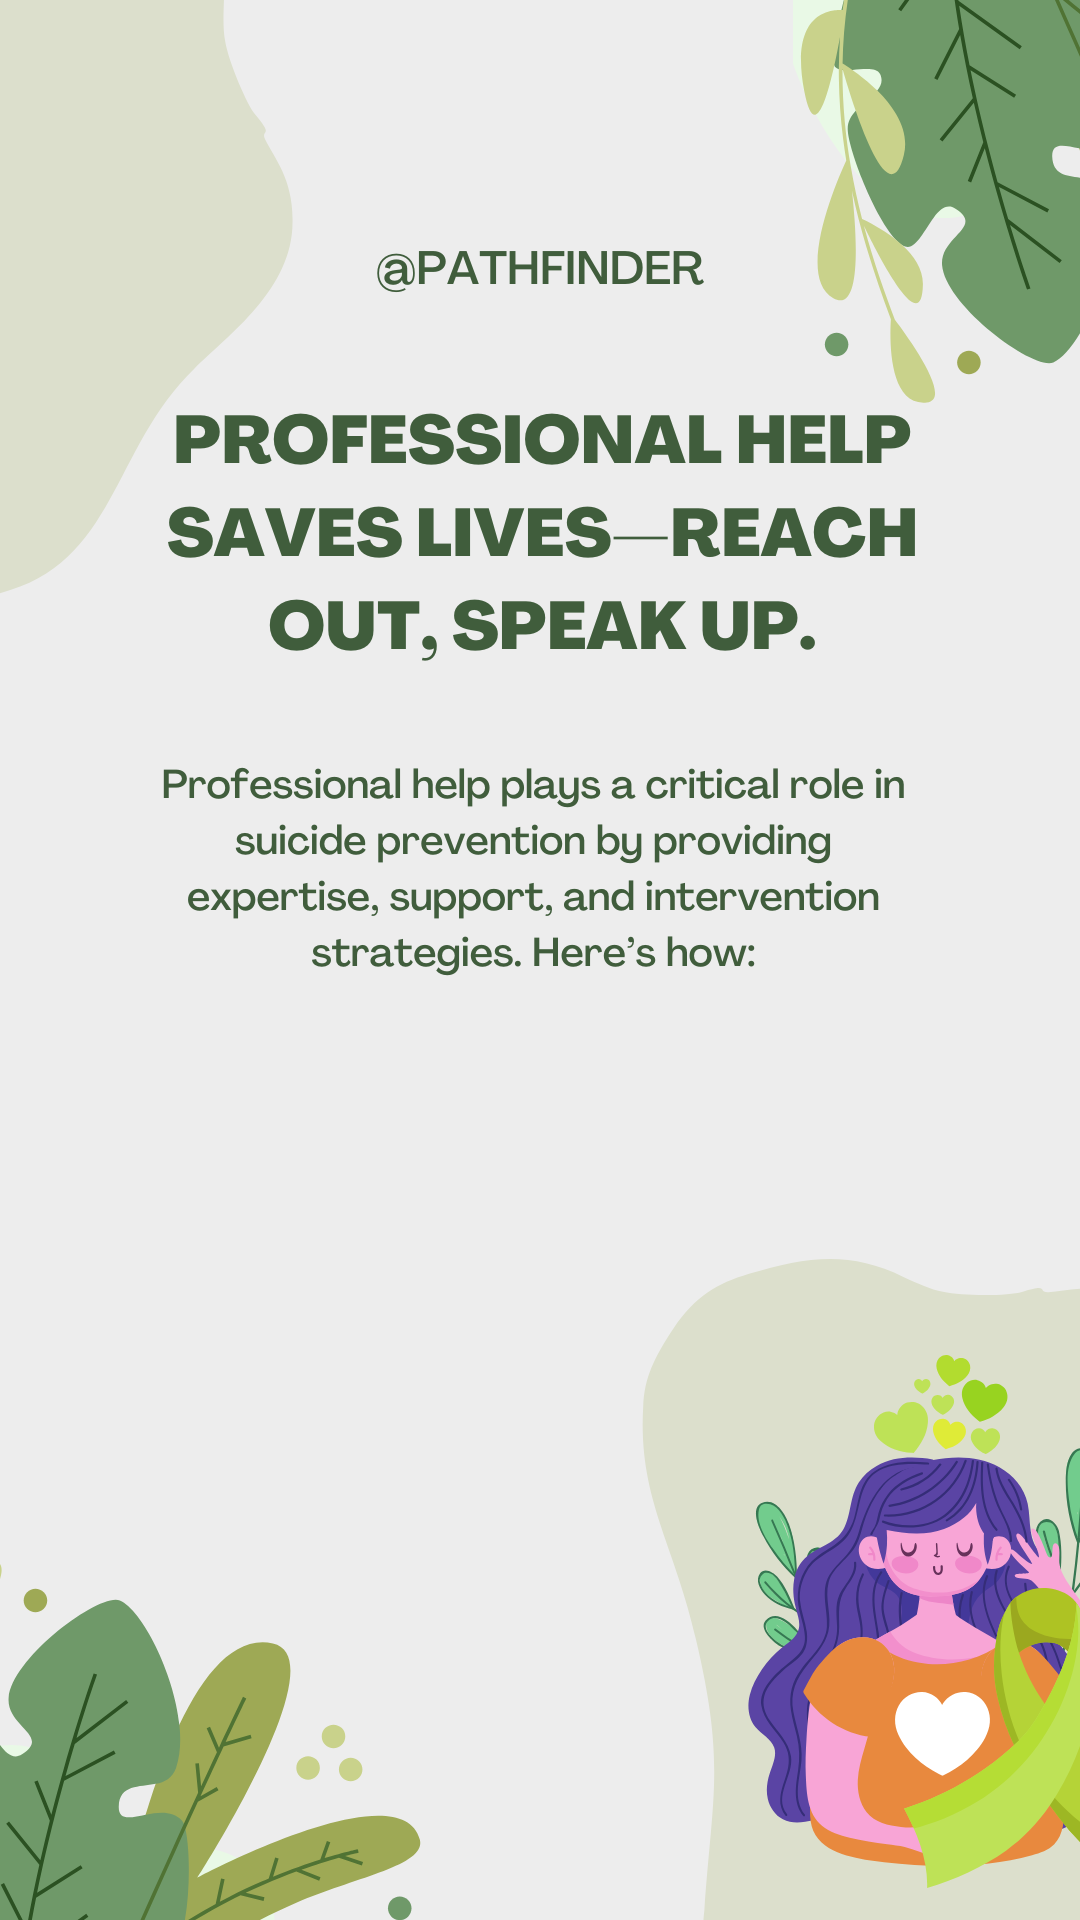 @PATHFINDER
PROFESSIONAL HELP
SAVES LIVES—REACH
OUT, SPEAK UP.
Professional help plays a critical role in
suicide prevention by providing
expertise, support, and intervention
strategies. Here’s how: